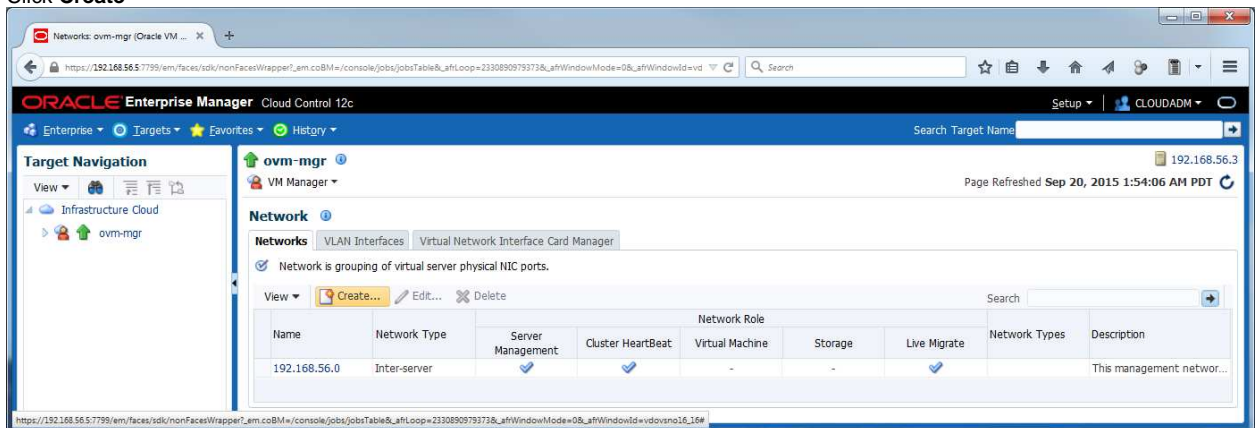 Click Create
Networks: ovm-mgr (Oracle VM ... × +
https://192.168.56.5:7799/em/faces/sdk/nonFacesWrapper?_em.coBM=/console/jobs/jobsTable&_afrLoop=2330890979373&_afrWindowMode=0&_afrWindowId=vd Search
ORACLE Enterprise Manager Cloud Control 12c Setup CLOUDADM
Enterprise Targets Favorites History Search Target Name
Target Navigation
View
Infrastructure Cloud
ovm-mgr
ovm-mgr 192.168.56.3
VM Manager Page Refreshed Sep 20, 2015 1:54:06 AM PDT
Network
Networks VLAN Interfaces Virtual Network Interface Card Manager
Network is grouping of virtual server physical NIC ports.
View Create... Edit... Delete Search
Network Role
Name Network Type Server Management Cluster HeartBeat Virtual Machine Storage Live Migrate Network Types Description
192.168.56.0 Inter-server - - This management networ...
https://192.168.56.5:7799/em/faces/sdk/nonFacesWrapper?_em.coBM=/console/jobs/jobsTable&_afrLoop=2330890979373&_afrWindowMode=0&_afrWindowId=vdovsno16_16#